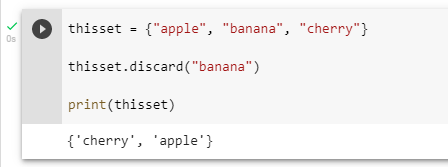 thisset = {"apple", "banana", "cherry"}
thisset.discard("banana")
print(thisset)
0s
{'cherry', 'apple'}